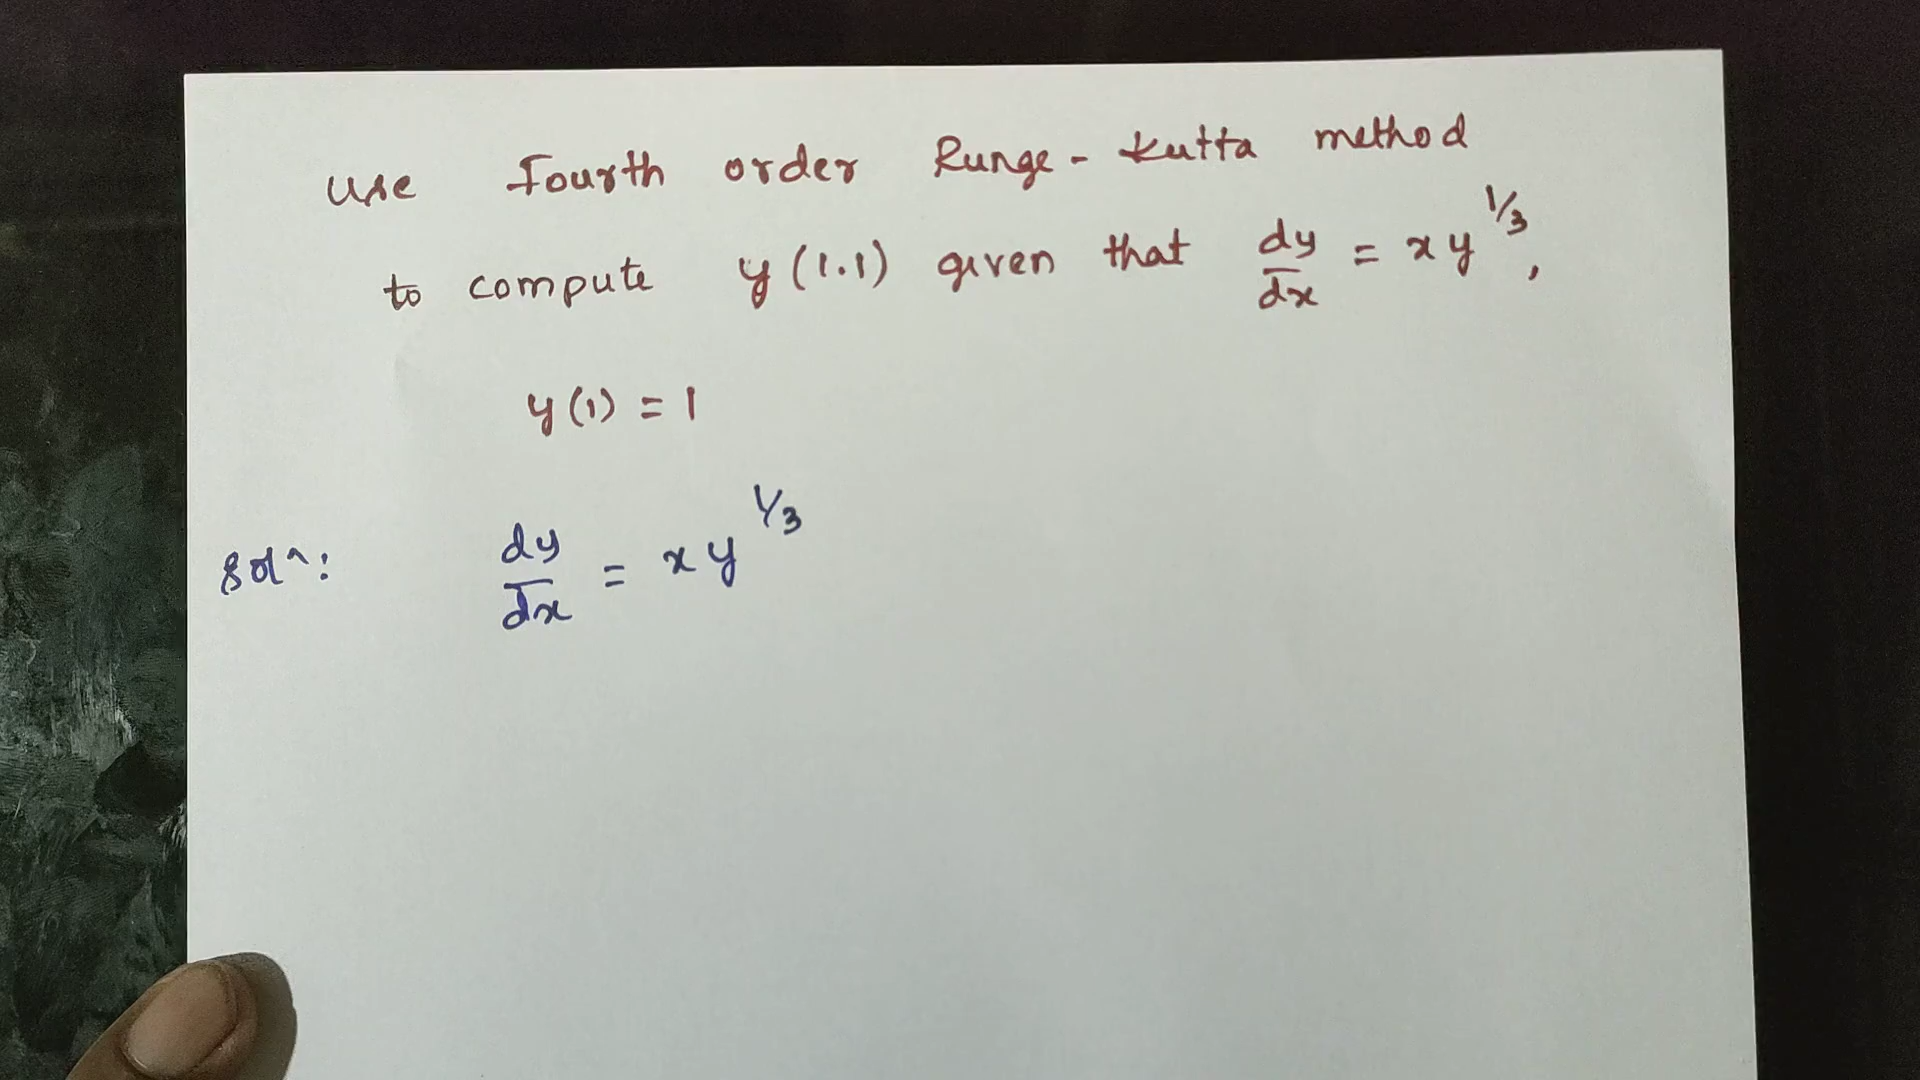 Use Fourth order Runge-Kutta method
to compute y(1.1) given that dy/dx = xy^1/3,
y(1) = 1
Solⁿ: dy/dx = xy^1/3